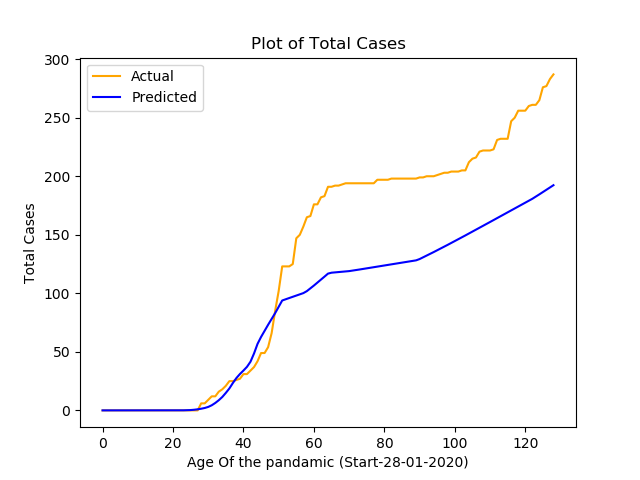 Plot of Total Cases
Actual
Predicted
300
250
200
150
100
50
0
Total Cases
0 20 40 60 80 100 120
Age Of the pandamic (Start-28-01-2020)